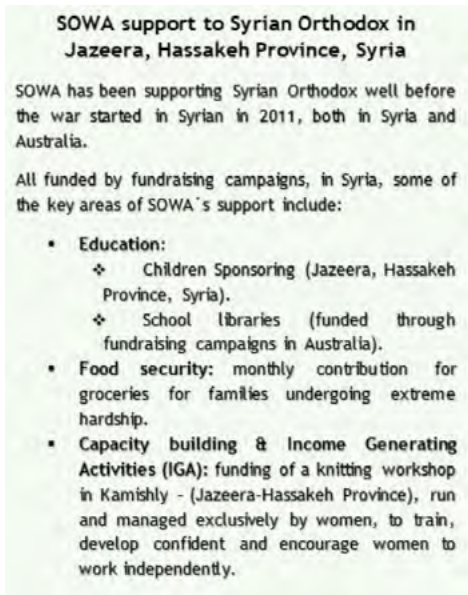 SOWA support to Syrian Orthodox in
Jazeera, Hassakeh Province, Syria
SOWA has been supporting Syrian Orthodox well before
the war started in Syrian in 2011, both in Syria and
Australia.
All funded by fundraising campaigns, in Syria, some of
the key areas of SOWA´s support include:
▪ Education:
❖ Children Sponsoring (Jazeera, Hassakeh
Province, Syria).
❖ School libraries (funded through
fundraising campaigns in Australia).
▪ Food security: monthly contribution for
groceries for families undergoing extreme
hardship.
▪ Capacity building & Income Generating
Activities (IGA): funding of a knitting workshop
in Kamishly - (Jazeera-Hassakeh Province), run
and managed exclusively by women, to train,
develop confident and encourage women to
work independently.